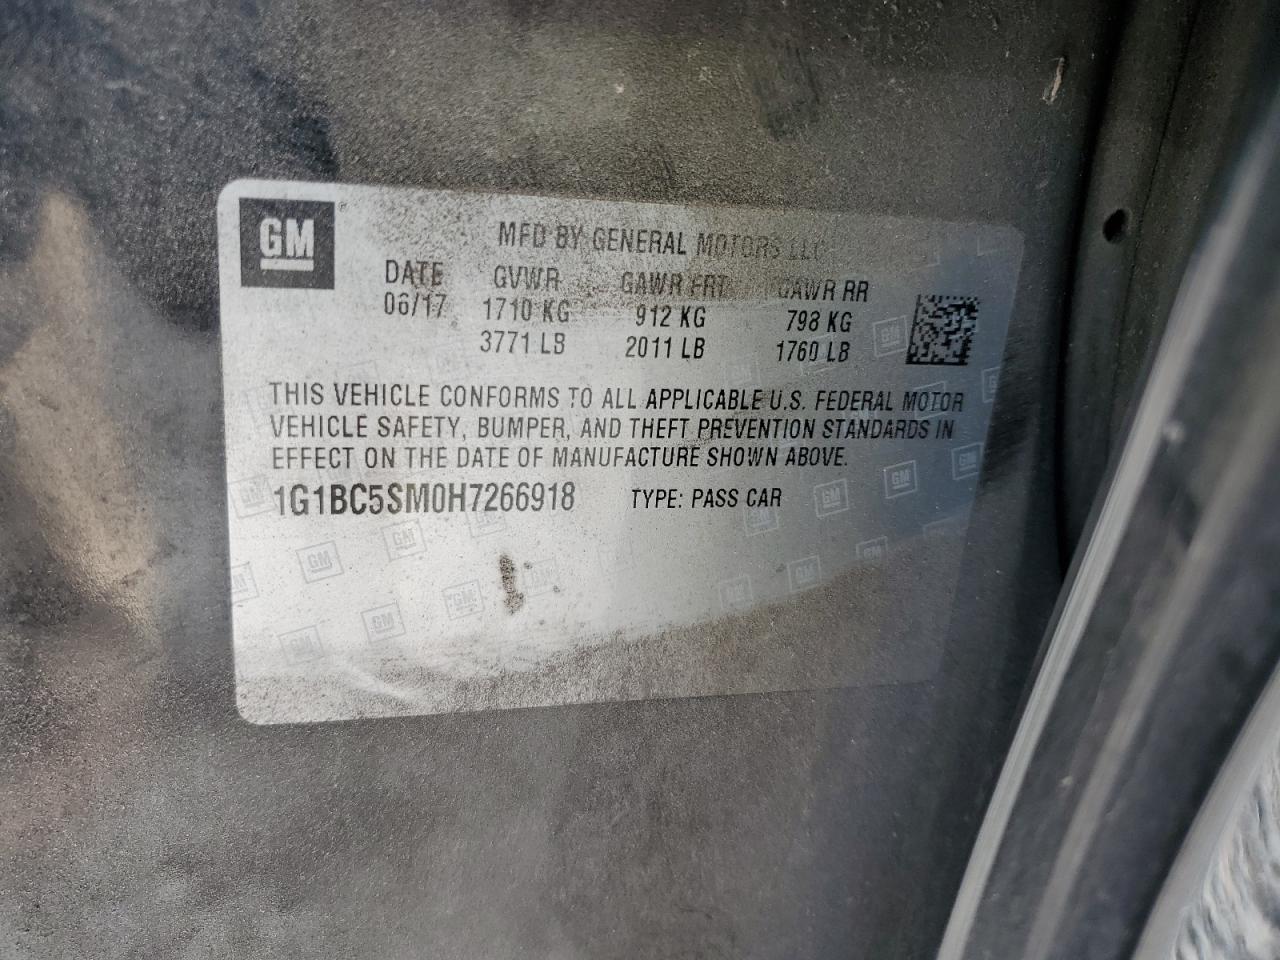 GM
MFD BY GENERAL MOTORS LLC
DATE GVWR GAWR FRT GAWR RR
06/17 1710 KG 912 KG 798 KG
3771 LB 2011 LB 1760 LB
THIS VEHICLE CONFORMS TO ALL APPLICABLE U.S. FEDERAL MOTOR
VEHICLE SAFETY, BUMPER, AND THEFT PREVENTION STANDARDS IN
EFFECT ON THE DATE OF MANUFACTURE SHOWN ABOVE.
1G1BC5SM0H7266918 TYPE: PASS CAR